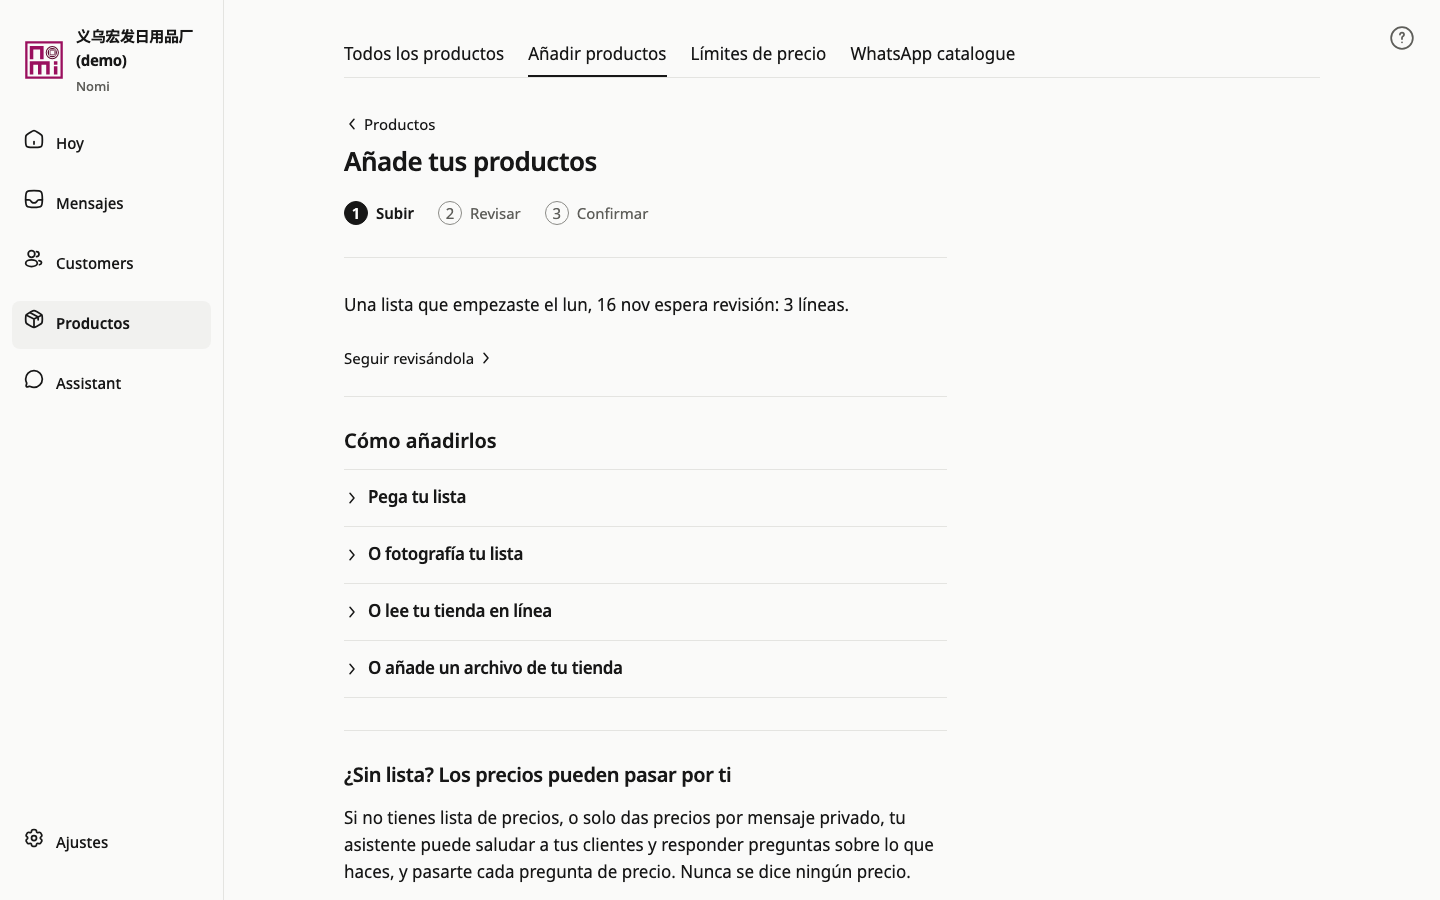 义乌宏发日用品厂
(demo)
Nomi
Hoy
Mensajes
Customers
Productos
Assistant
Ajustes
Todos los productos
Añadir productos
Límites de precio
WhatsApp catalogue
Productos
Añade tus productos
1 Subir
2 Revisar
3 Confirmar
Una lista que empezaste el lun, 16 nov espera revisión: 3 líneas.
Seguir revisándola
Cómo añadirlos
Pega tu lista
O fotografía tu lista
O lee tu tienda en línea
O añade un archivo de tu tienda
¿Sin lista? Los precios pueden pasar por ti
Si no tienes lista de precios, o solo das precios por mensaje privado, tu
asistente puede saludar a tus clientes y responder preguntas sobre lo que
haces, y pasarte cada pregunta de precio. Nunca se dice ningún precio.